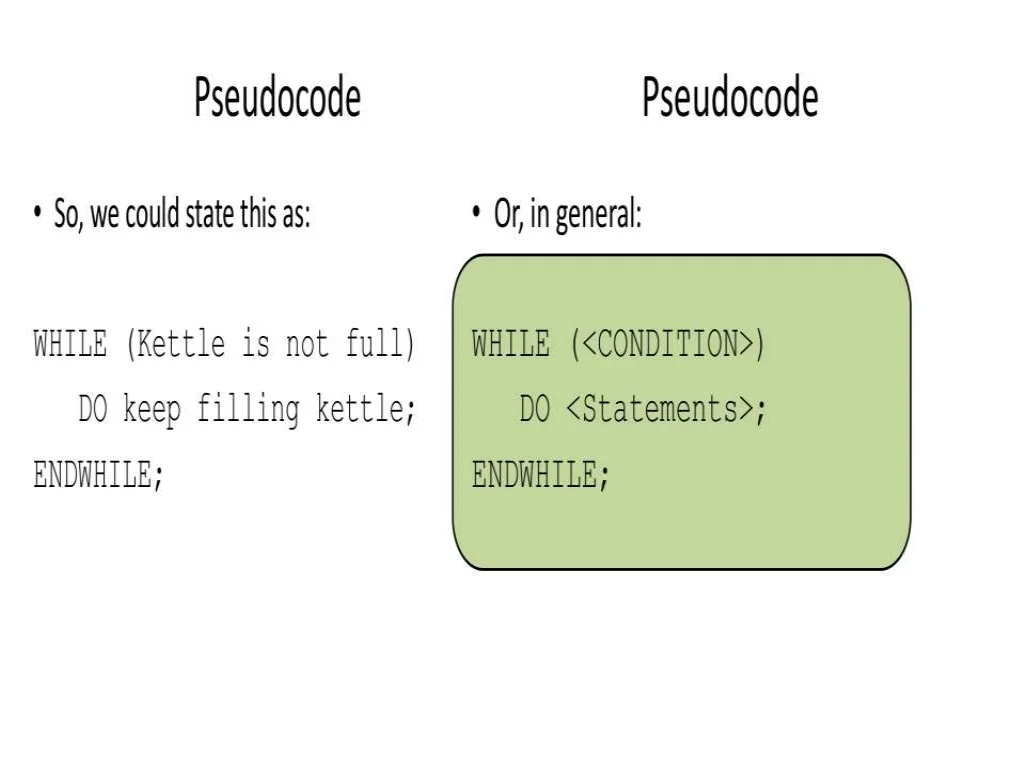 Pseudocode
• So, we could state this as:
WHILE (Kettle is not full)
DO keep filling kettle;
ENDWHILE;
Pseudocode
• Or, in general:
WHILE (<CONDITION>)
DO <Statements>;
ENDWHILE;